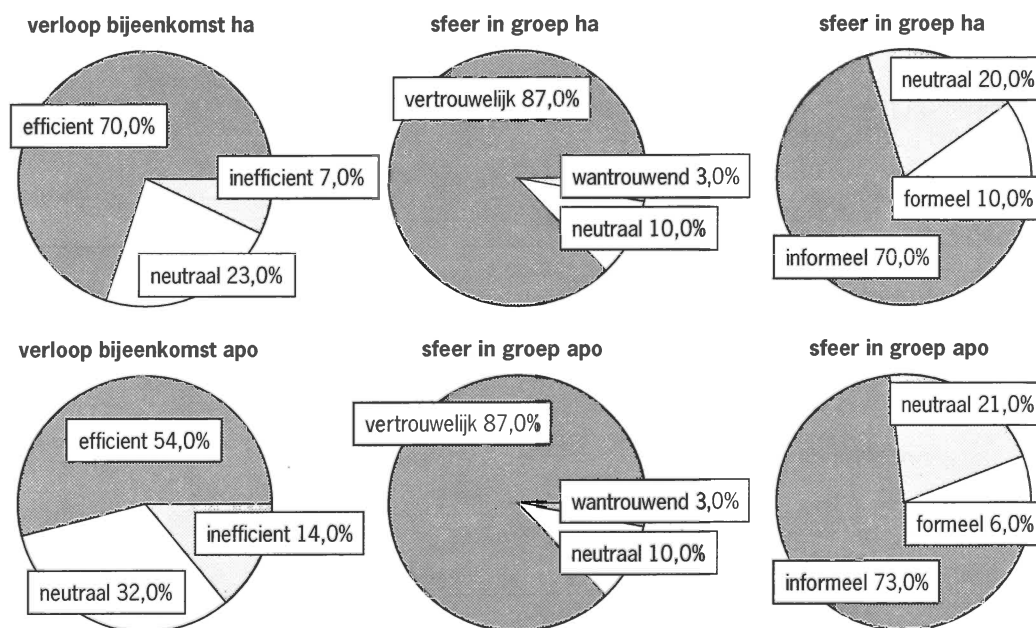 verloop bijeenkomst ha
efficient 70,0%
inefficient 7,0%
neutraal 23,0%
sfeer in groep ha
vertrouwelijk 87,0%
wantrouwend 3,0%
neutraal 10,0%
sfeer in groep ha
neutraal 20,0%
formeel 10,0%
informeel 70,0%
verloop bijeenkomst apo
efficient 54,0%
inefficient 14,0%
neutraal 32,0%
sfeer in groep apo
vertrouwelijk 87,0%
wantrouwend 3,0%
neutraal 10,0%
sfeer in groep apo
neutraal 21,0%
formeel 6,0%
informeel 73,0%